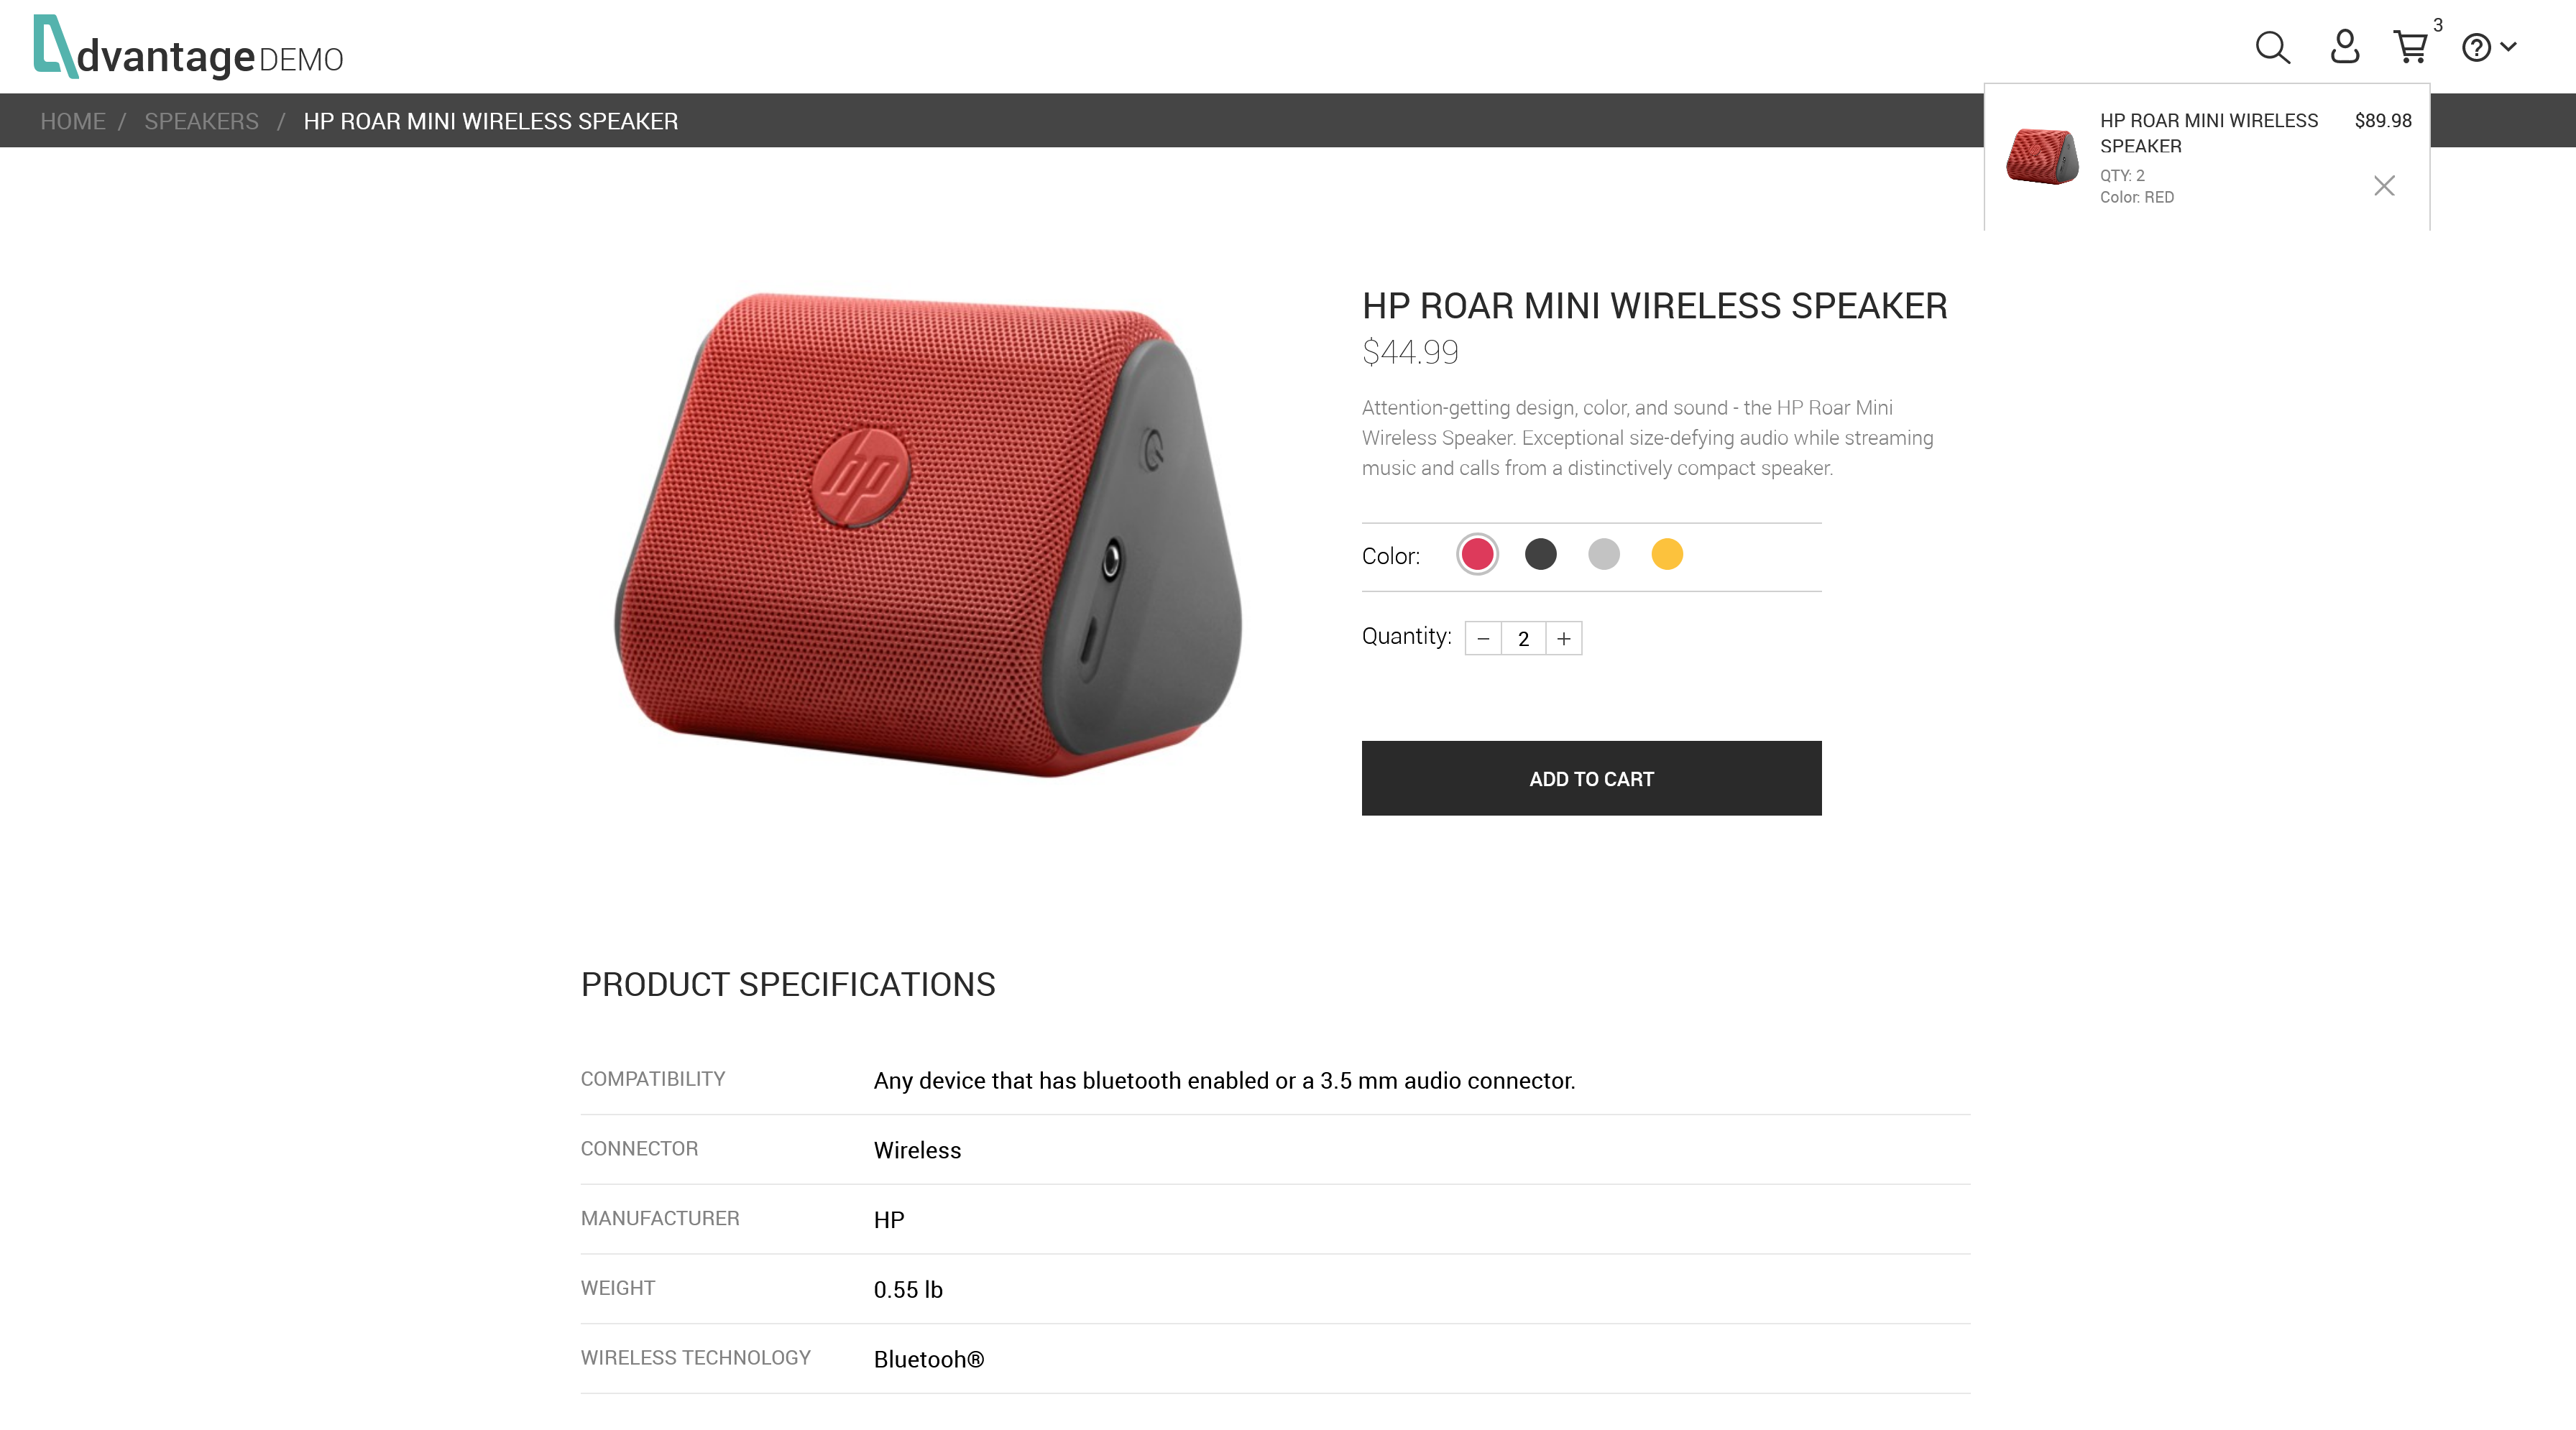 dvantage DEMO
3
HOME / SPEAKERS / HP ROAR MINI WIRELESS SPEAKER
HP ROAR MINI WIRELESS
SPEAKER
$89.98
QTY: 2
Color: RED
HP ROAR MINI WIRELESS SPEAKER
$44.99
Attention-getting design, color, and sound - the HP Roar Mini
Wireless Speaker. Exceptional size-defying audio while streaming
music and calls from a distinctively compact speaker.
hp
Color:
Quantity: − 2 +
ADD TO CART
PRODUCT SPECIFICATIONS
COMPATIBILITY Any device that has bluetooth enabled or a 3.5 mm audio connector.
CONNECTOR Wireless
MANUFACTURER HP
WEIGHT 0.55 lb
WIRELESS TECHNOLOGY Bluetooh®